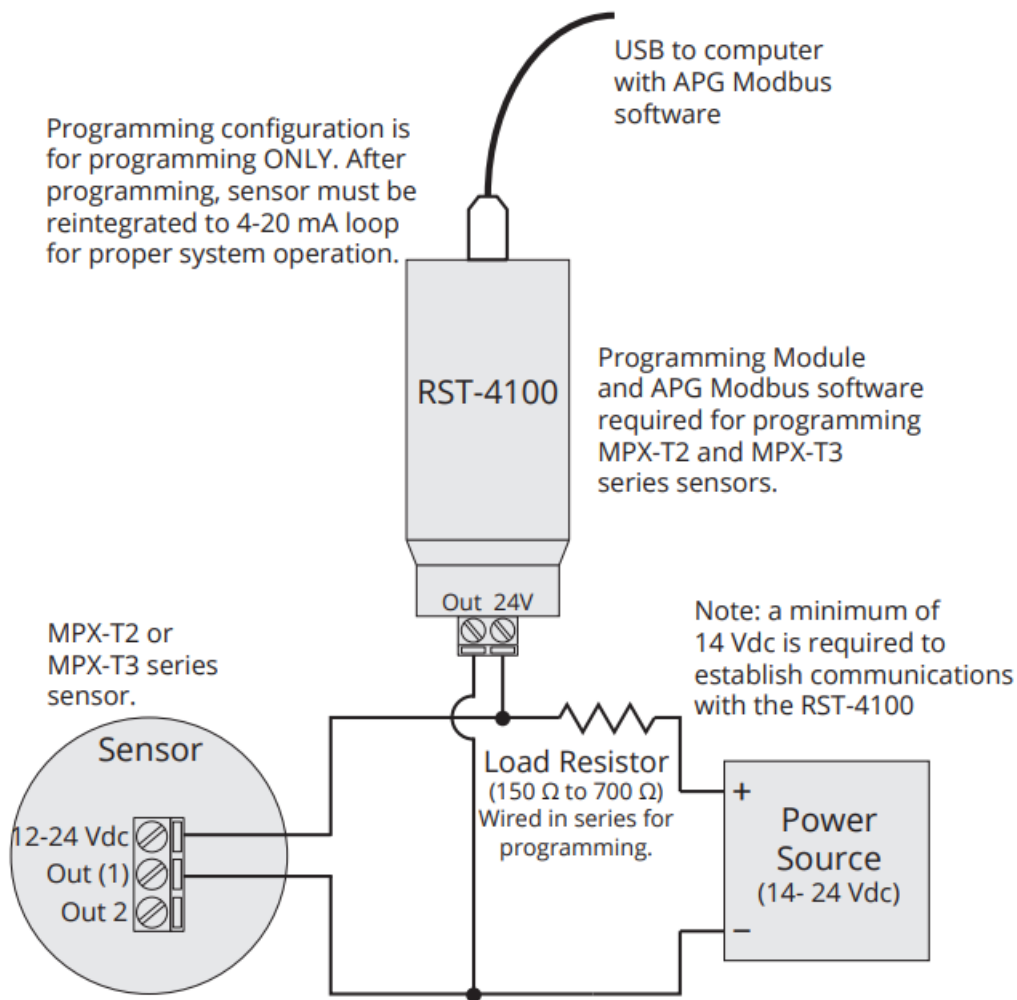 USB to computer
with APG Modbus
software
Programming configuration is
for programming ONLY. After
programming, sensor must be
reintegrated to 4-20 mA loop
for proper system operation.
RST-4100
Programming Module
and APG Modbus software
required for programming
MPX-T2 and MPX-T3
series sensors.
Out 24V
MPX-T2 or
MPX-T3 series
sensor.
Note: a minimum of
14 Vdc is required to
establish communications
with the RST-4100
Sensor
12-24 Vdc
Out (1)
Out 2
Load Resistor
(150 Ω to 700 Ω)
Wired in series for
programming.
+
Power
Source
(14- 24 Vdc)
−